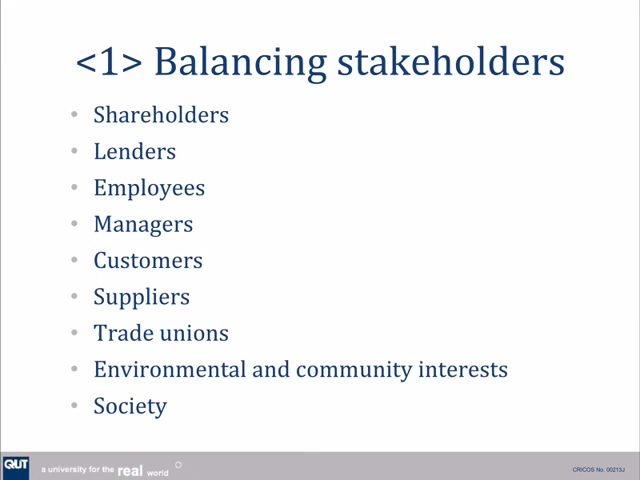 <1> Balancing stakeholders
• Shareholders
• Lenders
• Employees
• Managers
• Customers
• Suppliers
• Trade unions
• Environmental and community interests
• Society
QUT
a university for the real world
CRICOS No. 00213J